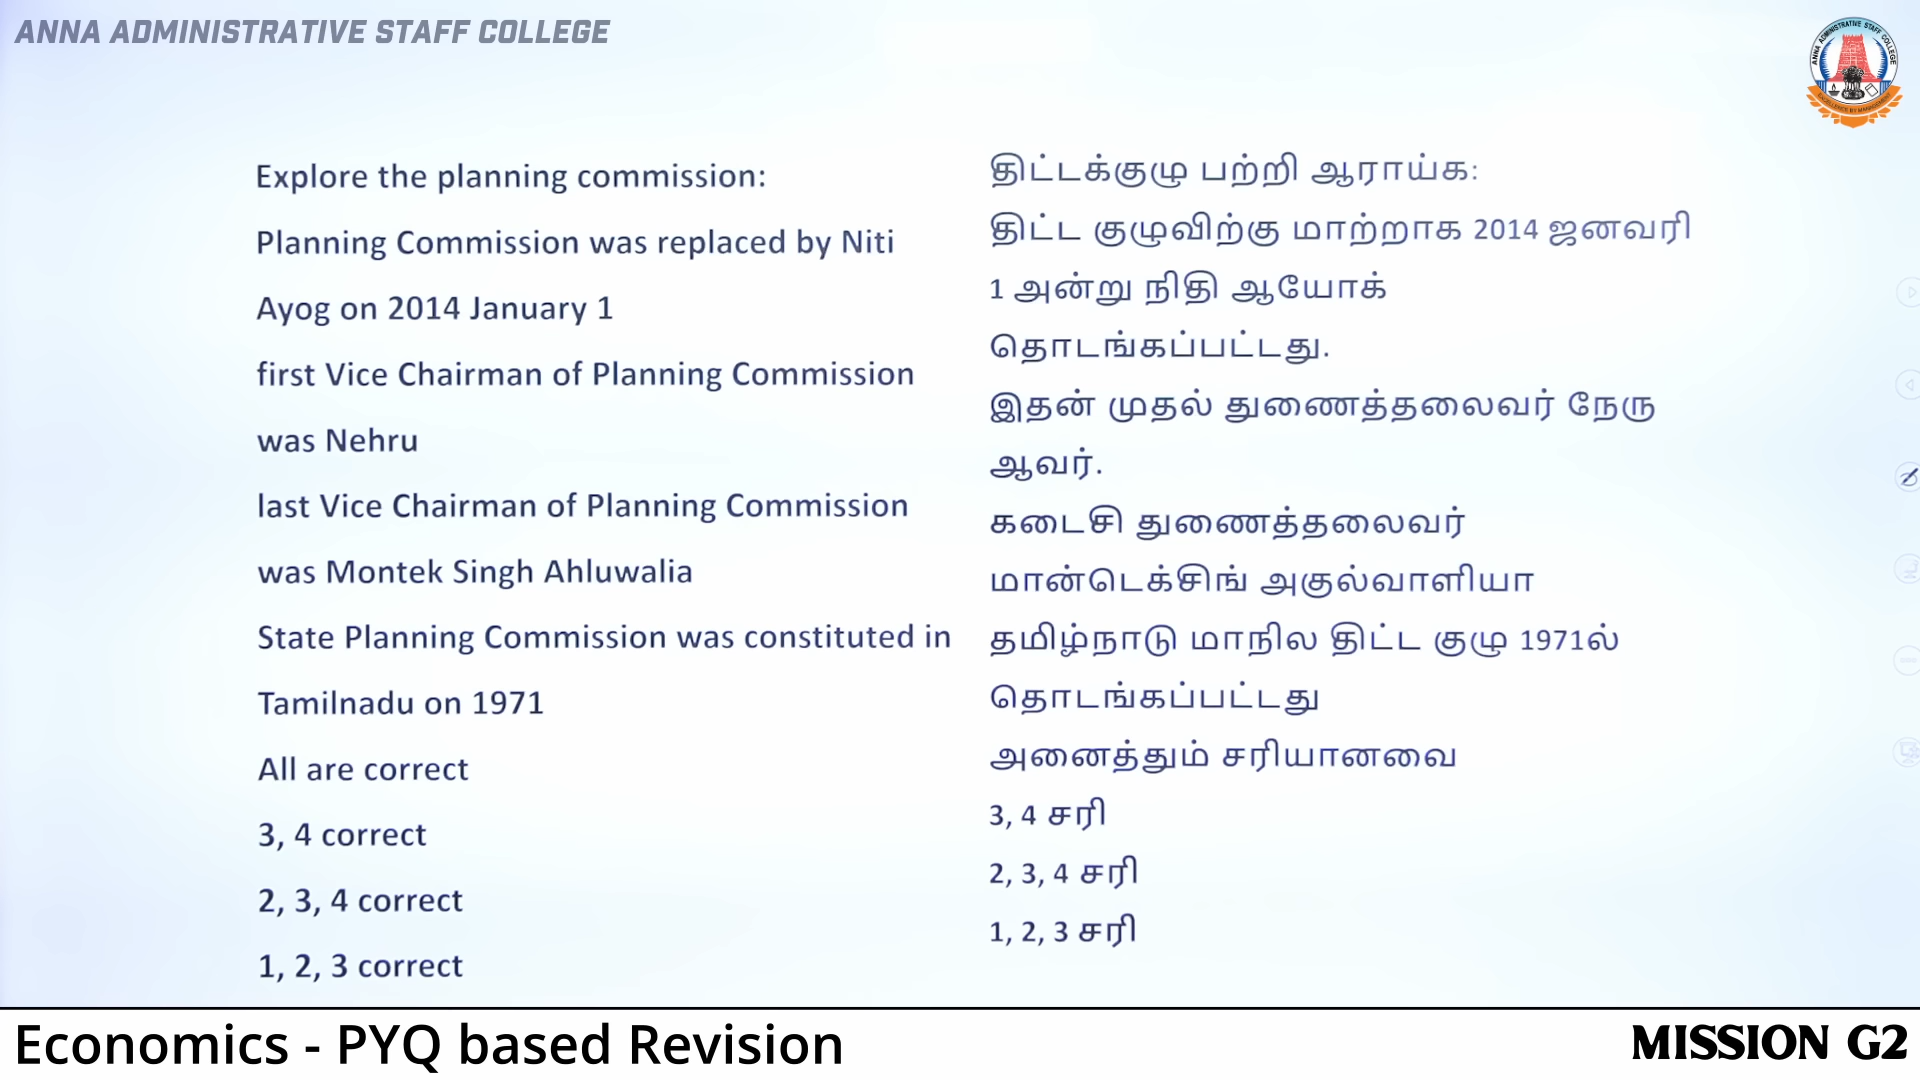 ANNA ADMINISTRATIVE STAFF COLLEGE
Explore the planning commission:
Planning Commission was replaced by Niti
Ayog on 2014 January 1
first Vice Chairman of Planning Commission
was Nehru
last Vice Chairman of Planning Commission
was Montek Singh Ahluwalia
State Planning Commission was constituted in
Tamilnadu on 1971
All are correct
3, 4 correct
2, 3, 4 correct
1, 2, 3 correct
திட்டக்குழு பற்றி ஆராய்க:
திட்ட குழுவிற்கு மாற்றாக 2014 ஜனவரி
1 அன்று நிதி ஆயோக்
தொடங்கப்பட்டது.
இதன் முதல் துணைத்தலைவர் நேரு
ஆவர்.
கடைசி துணைத்தலைவர்
மான்டெக்சிங் அகுல்வாளியா
தமிழ்நாடு மாநில திட்ட குழு 1971ல்
தொடங்கப்பட்டது
அனைத்தும் சரியானவை
3, 4 சரி
2, 3, 4 சரி
1, 2, 3 சரி
Economics - PYQ based Revision
MISSION G2